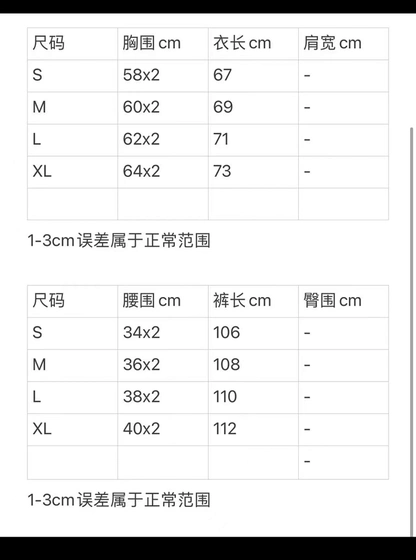 尺码 胸围cm 衣长cm 肩宽cm
S 58x2 67 -
M 60x2 69 -
L 62x2 71 -
XL 64x2 73 -
1-3cm误差属于正常范围
尺码 腰围cm 裤长cm 臀围cm
S 34x2 106 -
M 36x2 108 -
L 38x2 110 -
XL 40x2 112 -
-
1-3cm误差属于正常范围